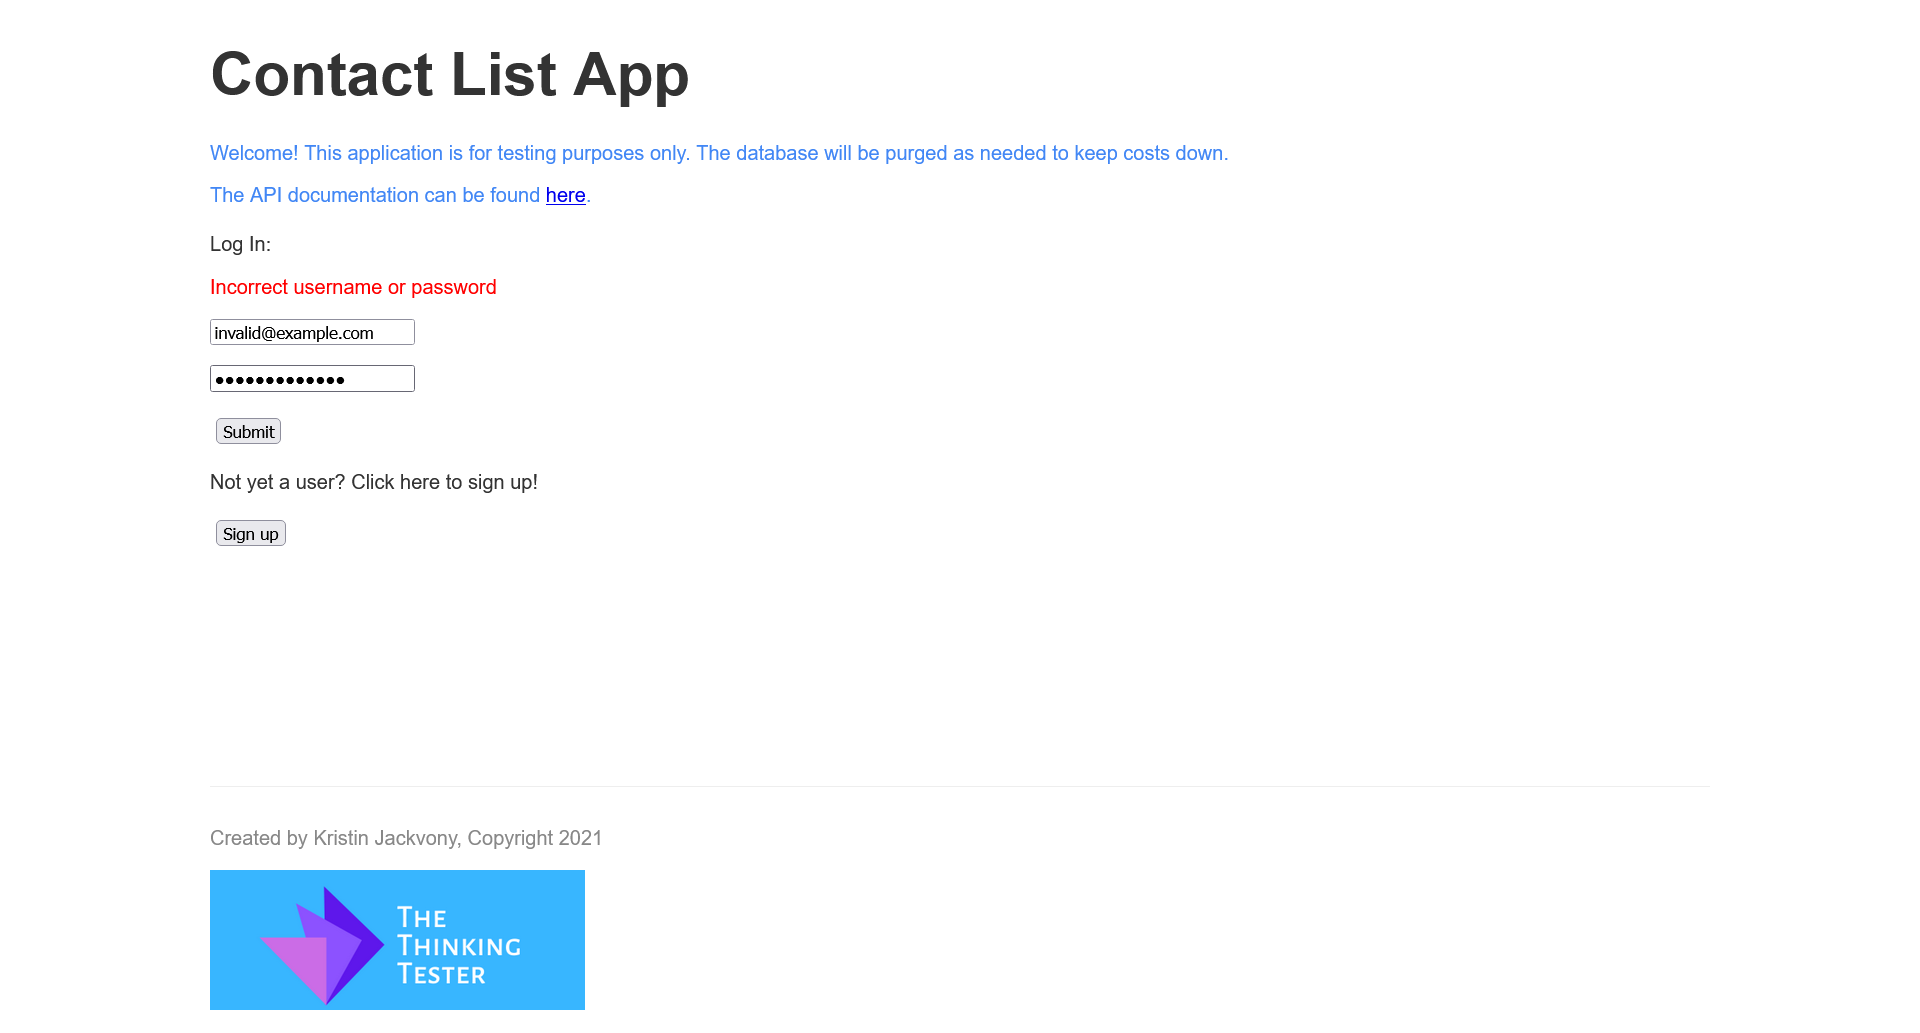 Contact List App
Welcome! This application is for testing purposes only. The database will be purged as needed to keep costs down.
The API documentation can be found here.
Log In:
Incorrect username or password
invalid@example.com
●●●●●●●●●●●●●
Submit
Not yet a user? Click here to sign up!
Sign up
Created by Kristin Jackvony, Copyright 2021
THE
THINKING
TESTER